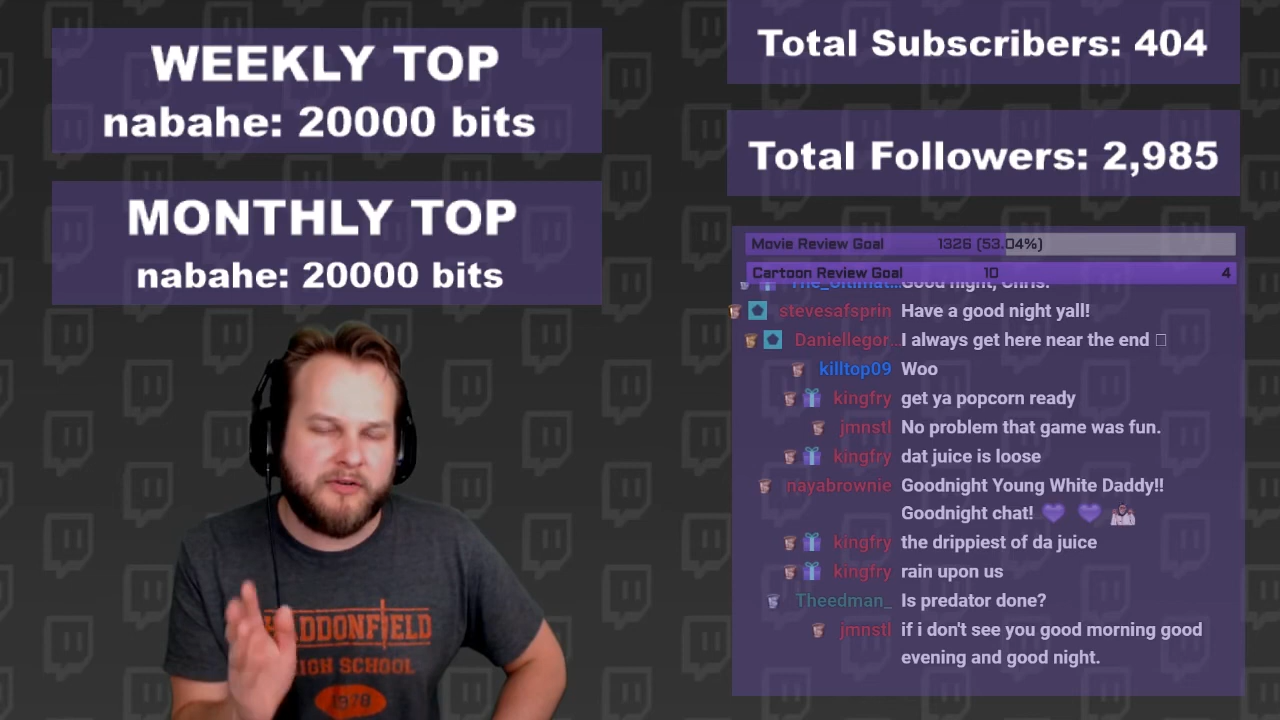 WEEKLY TOP
nabahe: 20000 bits
MONTHLY TOP
nabahe: 20000 bits
Total Subscribers: 404
Total Followers: 2,985
Movie Review Goal 1326 (53.04%)
Cartoon Review Goal 10 4
The_Ultimat... Good night, Chris.
stevesafsprin Have a good night yall!
Daniellegor... I always get here near the end
killtop09 Woo
kingfry get ya popcorn ready
jmnstl No problem that game was fun.
kingfry dat juice is loose
nayabrownie Goodnight Young White Daddy!!
Goodnight chat!
kingfry the drippiest of da juice
kingfry rain upon us
Theedman_ Is predator done?
jmnstl if i don't see you good morning good
evening and good night.
HADDONFIELD
HIGH SCHOOL
1978